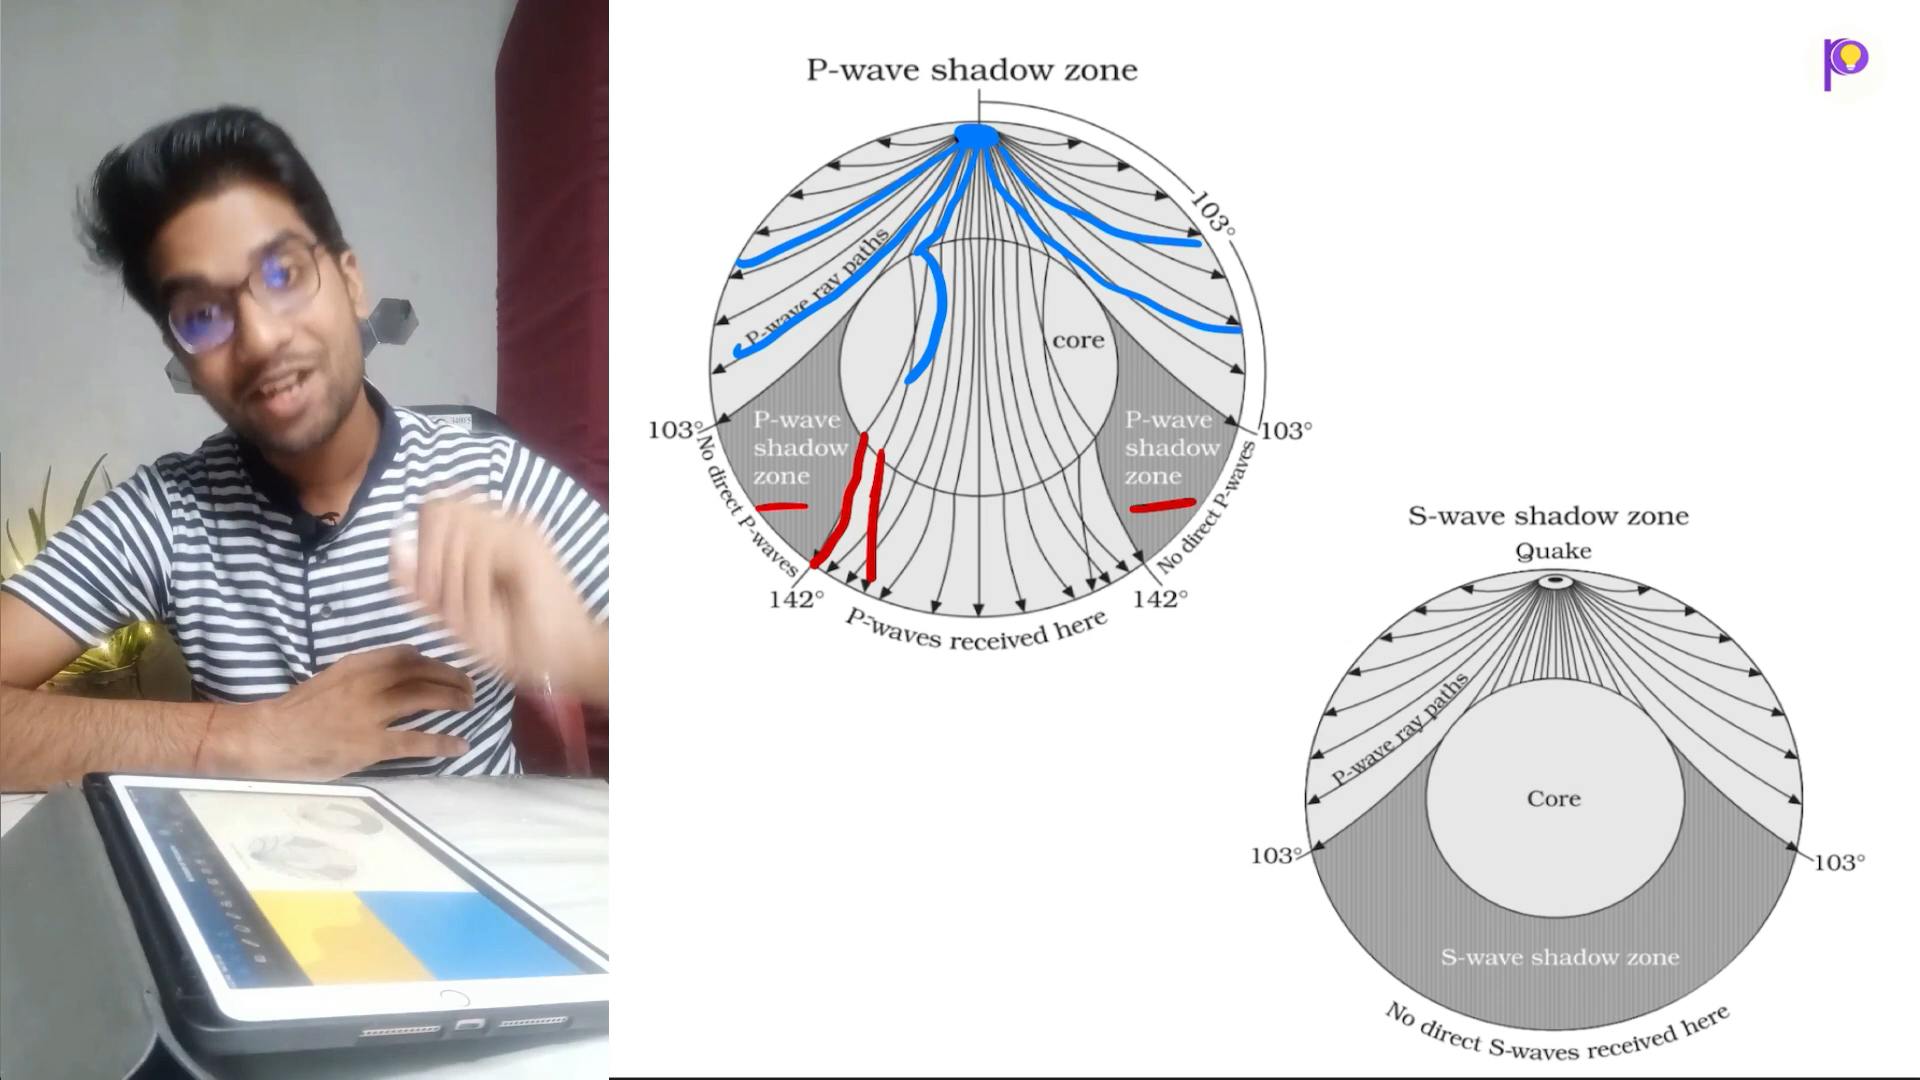 P-wave shadow zone
103°
P-wave ray paths
core
P-wave
shadow
zone
P-wave
shadow
zone
103°
103°
No direct P-waves
No direct P-waves
142°
142°
P-waves received here
S-wave shadow zone
Quake
P-wave ray paths
Core
103°
103°
S-wave shadow zone
No direct S-waves received here